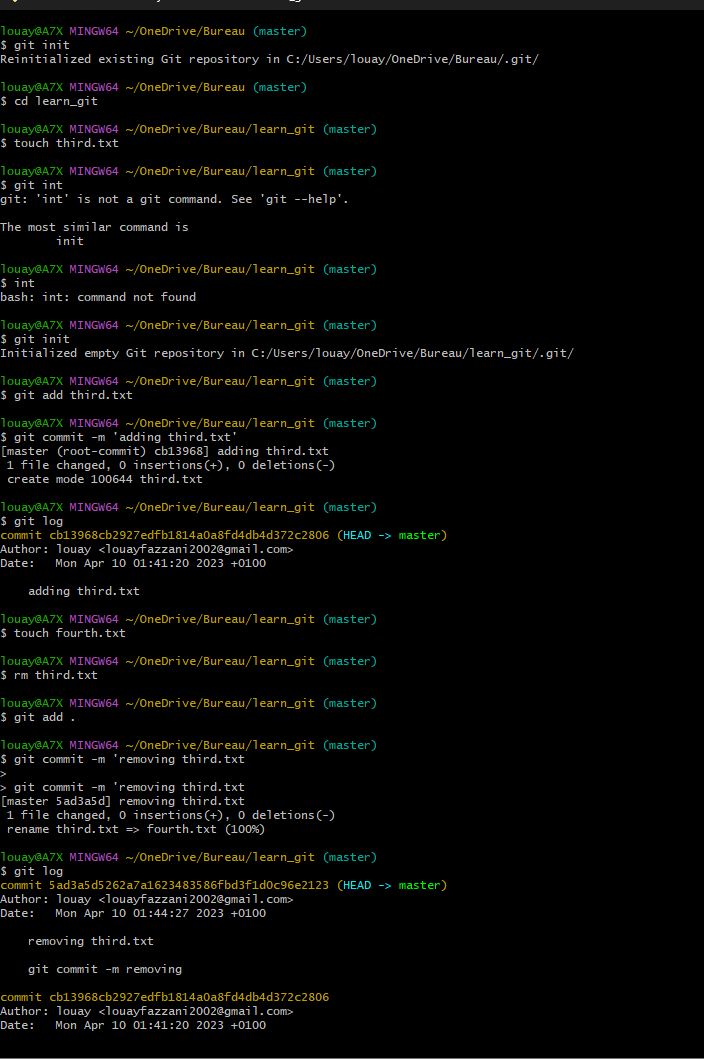 louay@A7X MINGW64 ~/OneDrive/Bureau (master)
$ git init
Reinitialized existing Git repository in C:/Users/louay/OneDrive/Bureau/.git/
louay@A7X MINGW64 ~/OneDrive/Bureau (master)
$ cd learn_git
louay@A7X MINGW64 ~/OneDrive/Bureau/learn_git (master)
$ touch third.txt
louay@A7X MINGW64 ~/OneDrive/Bureau/learn_git (master)
$ git int
git: 'int' is not a git command. See 'git --help'.
The most similar command is
init
louay@A7X MINGW64 ~/OneDrive/Bureau/learn_git (master)
$ int
bash: int: command not found
louay@A7X MINGW64 ~/OneDrive/Bureau/learn_git (master)
$ git init
Initialized empty Git repository in C:/Users/louay/OneDrive/Bureau/learn_git/.git/
louay@A7X MINGW64 ~/OneDrive/Bureau/learn_git (master)
$ git add third.txt
louay@A7X MINGW64 ~/OneDrive/Bureau/learn_git (master)
$ git commit -m 'adding third.txt'
[master (root-commit) cb13968] adding third.txt
1 file changed, 0 insertions(+), 0 deletions(-)
create mode 100644 third.txt
louay@A7X MINGW64 ~/OneDrive/Bureau/learn_git (master)
$ git log
commit cb13968cb2927edfb1814a0a8fd4db4d372c2806 (HEAD -> master)
Author: louay <louayfazzani2002@gmail.com>
Date:   Mon Apr 10 01:41:20 2023 +0100
adding third.txt
louay@A7X MINGW64 ~/OneDrive/Bureau/learn_git (master)
$ touch fourth.txt
louay@A7X MINGW64 ~/OneDrive/Bureau/learn_git (master)
$ rm third.txt
louay@A7X MINGW64 ~/OneDrive/Bureau/learn_git (master)
$ git add .
louay@A7X MINGW64 ~/OneDrive/Bureau/learn_git (master)
$ git commit -m 'removing third.txt
>
> git commit -m 'removing third.txt
[master 5ad3a5d] removing third.txt
1 file changed, 0 insertions(+), 0 deletions(-)
rename third.txt => fourth.txt (100%)
louay@A7X MINGW64 ~/OneDrive/Bureau/learn_git (master)
$ git log
commit 5ad3a5d5262a7a1623483586fbd3f1d0c96e2123 (HEAD -> master)
Author: louay <louayfazzani2002@gmail.com>
Date:   Mon Apr 10 01:44:27 2023 +0100
removing third.txt
git commit -m removing
commit cb13968cb2927edfb1814a0a8fd4db4d372c2806
Author: louay <louayfazzani2002@gmail.com>
Date:   Mon Apr 10 01:41:20 2023 +0100